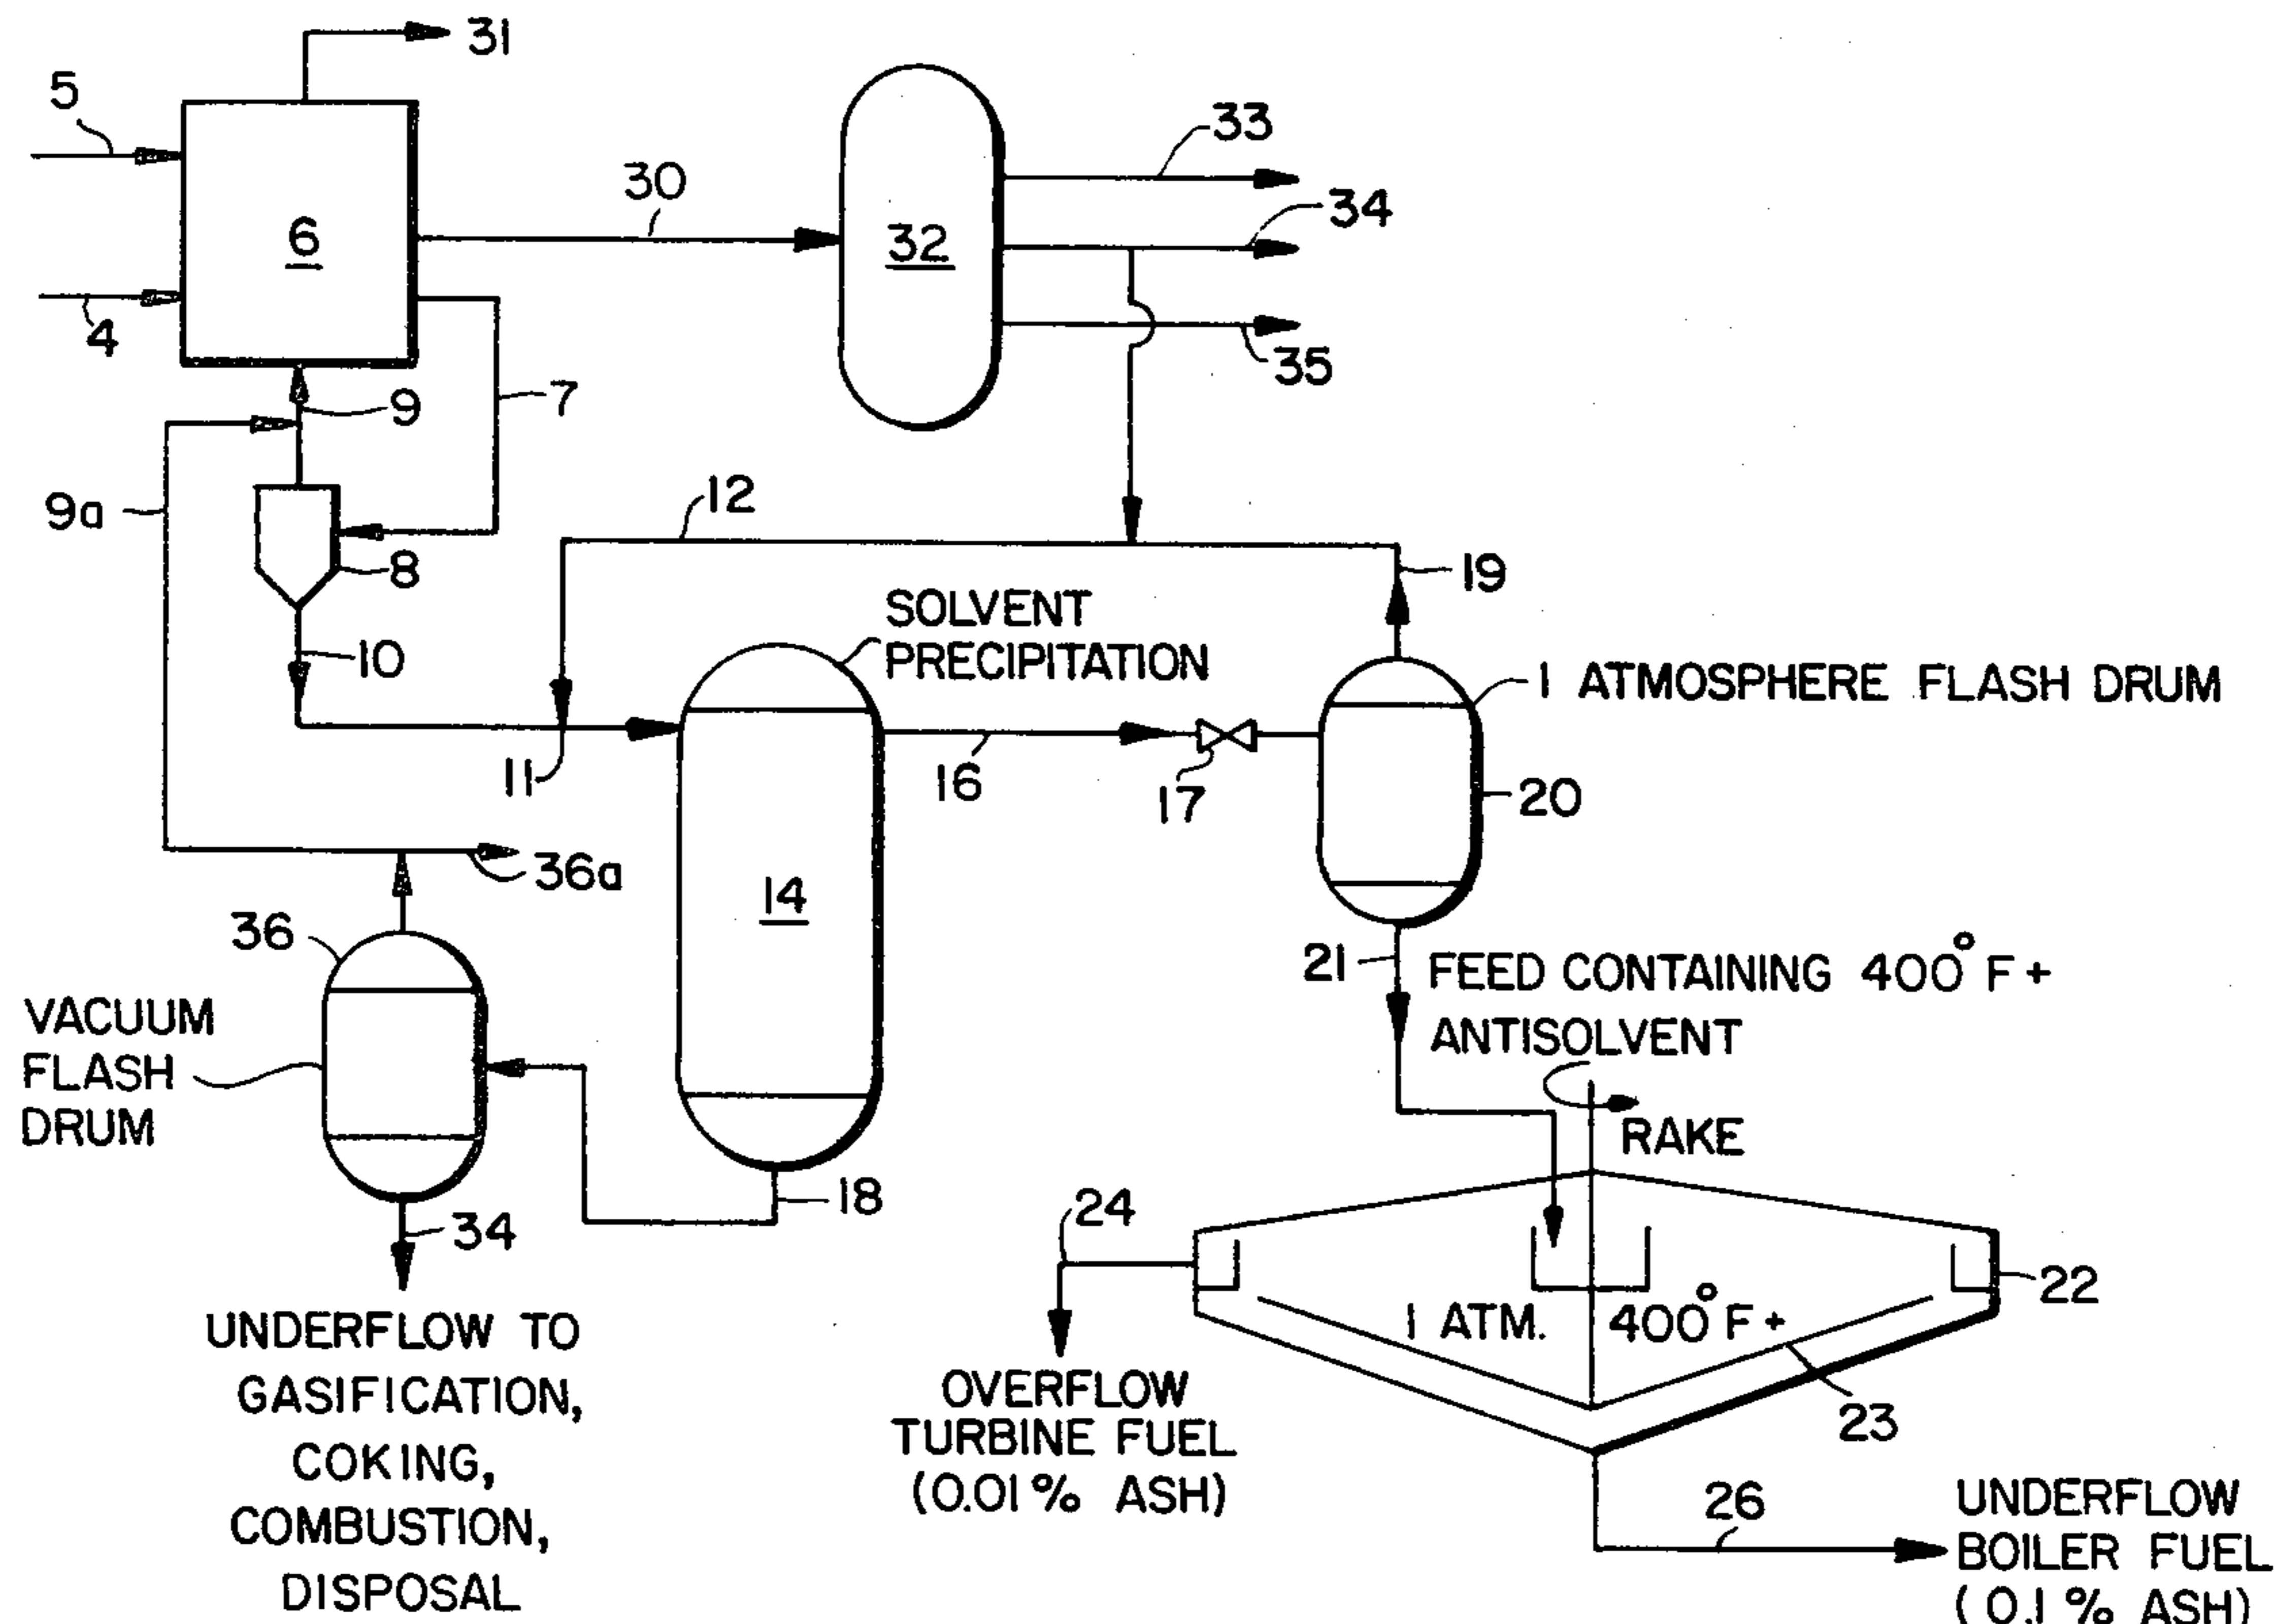 31
5
33
30
34
6
32
4
35
9
7
9a
12
8
19
SOLVENT
PRECIPITATION
10
1 ATMOSPHERE FLASH DRUM
11
16
17
20
36a
14
36
21
FEED CONTAINING 400°F+
ANTISOLVENT
VACUUM
FLASH
DRUM
RAKE
18
24
34
22
1 ATM.
400°F+
UNDERFLOW TO
GASIFICATION,
COKING,
COMBUSTION,
DISPOSAL
OVERFLOW
TURBINE FUEL
(0.01% ASH)
23
26
UNDERFLOW
BOILER FUEL
(0.1% ASH)